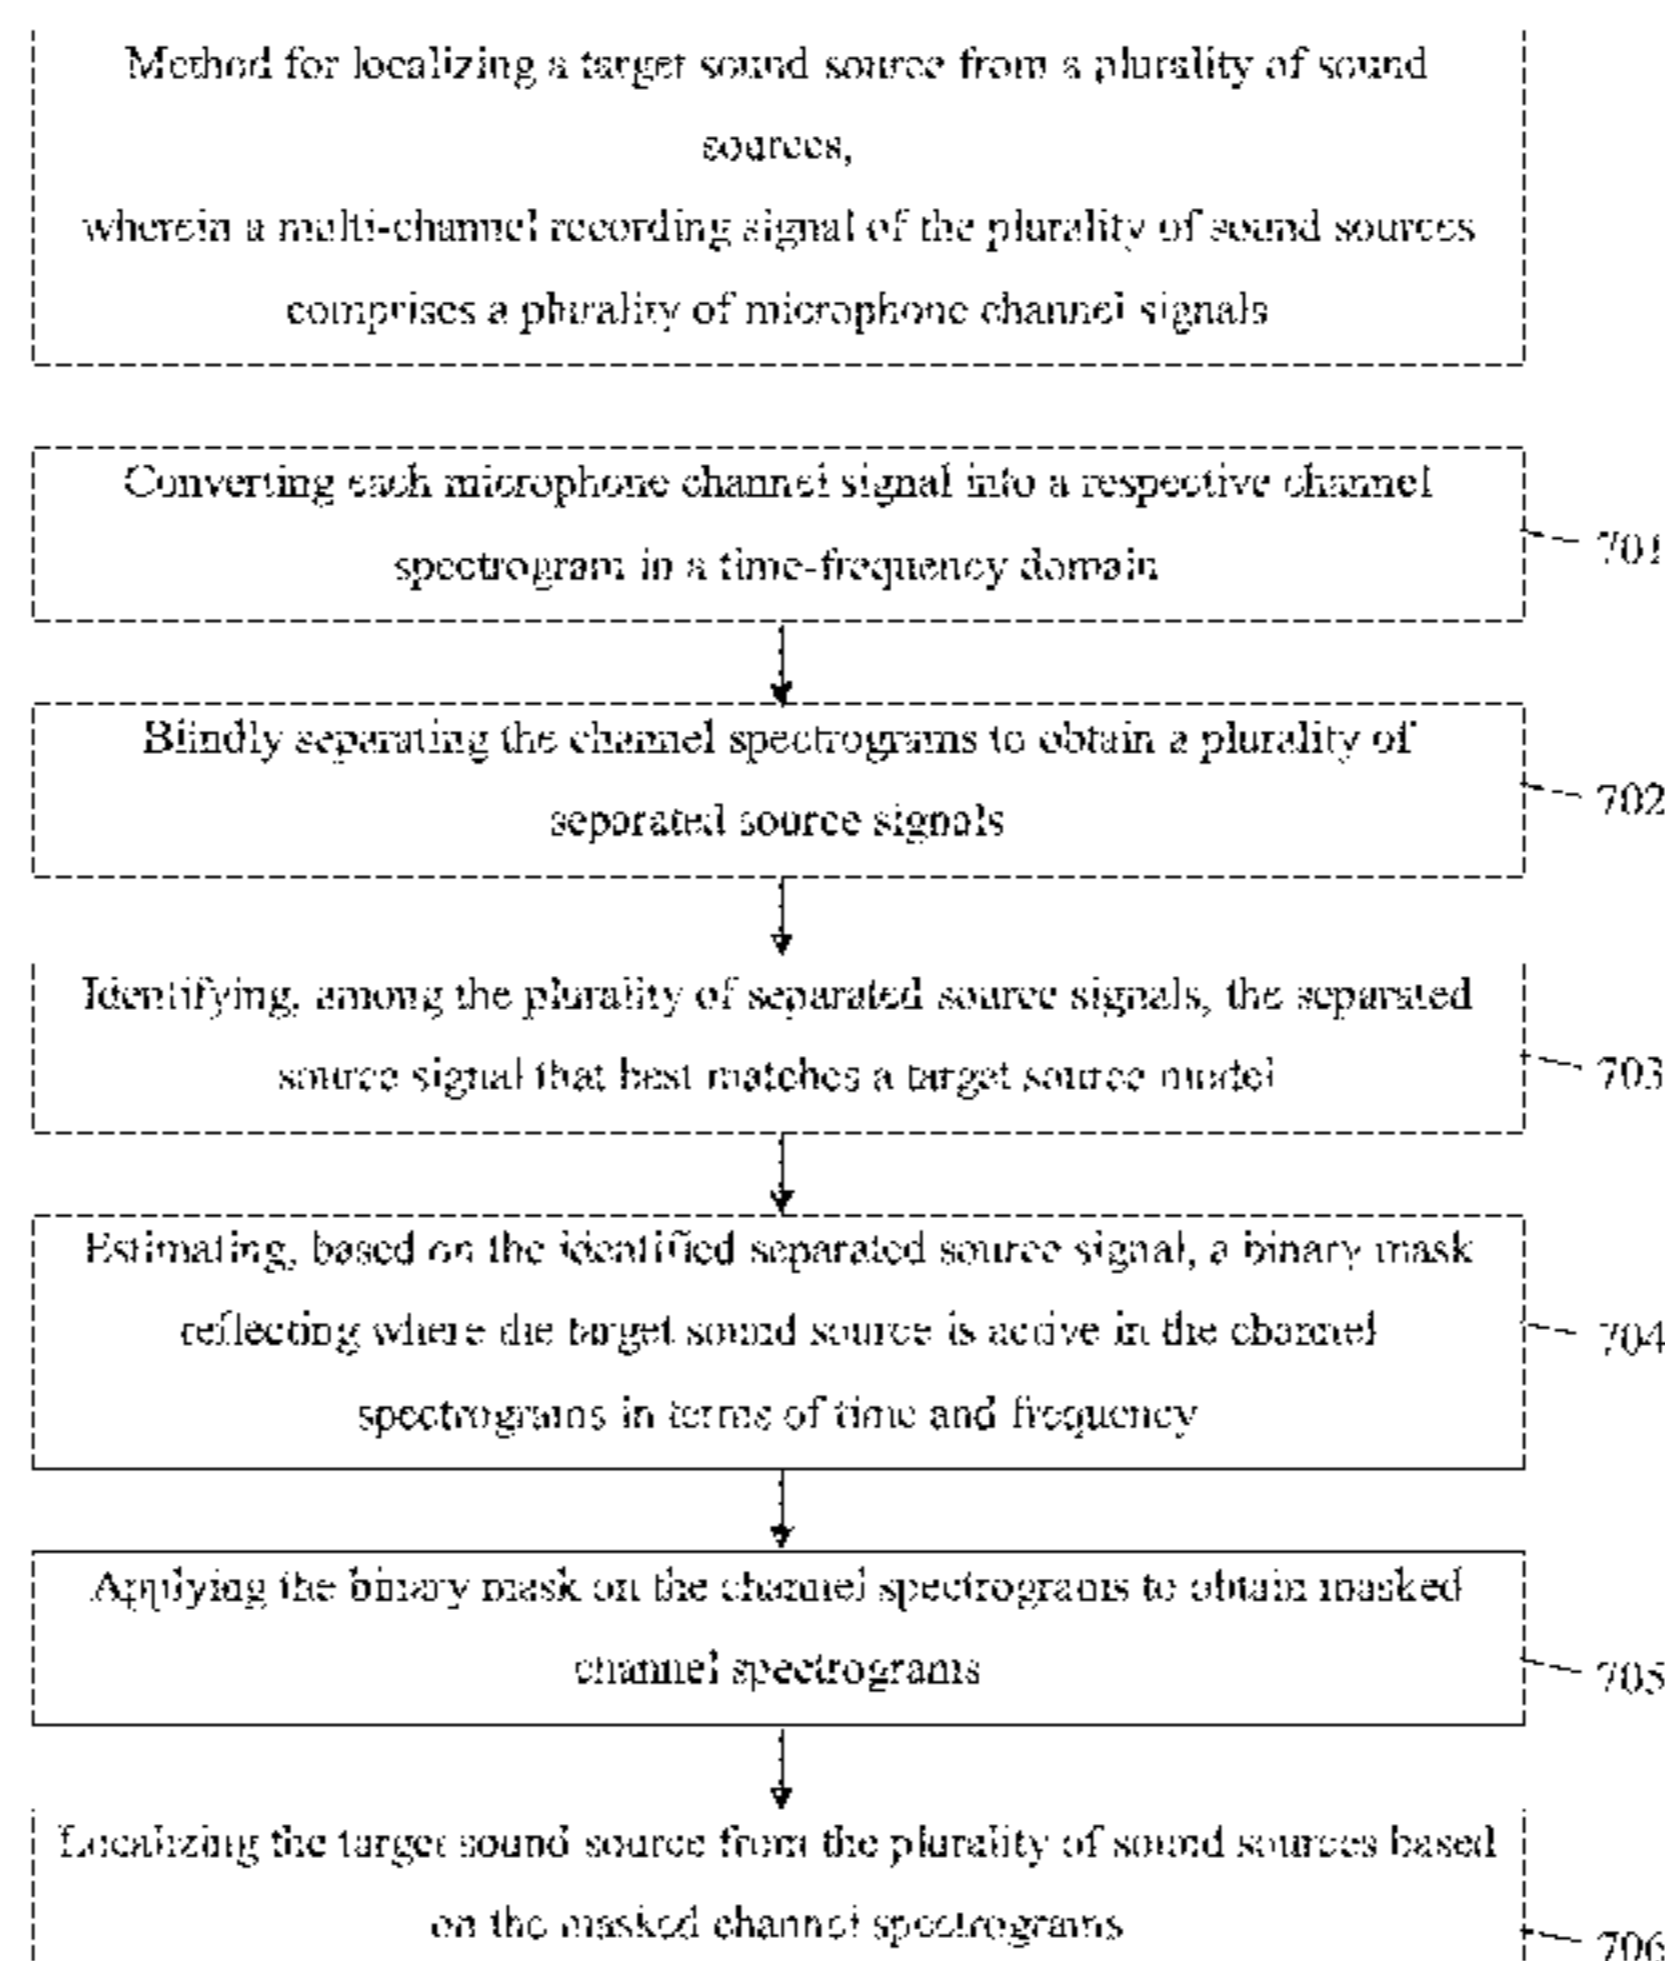 Method for localizing a target sound source from a plurality of sound
sources,
wherein a multi-channel recording signal of the plurality of sound sources
comprises a plurality of microphone channel signals
Converting each microphone channel signal into a respective channel
spectrogram in a time-frequency domain
701
Blindly separating the channel spectrograms to obtain a plurality of
separated source signals
702
Identifying, among the plurality of separated source signals, the separated
source signal that best matches a target source model
703
Estimating, based on the identified separated source signal, a binary mask
reflecting where the target sound source is active in the channel
spectrograms in terms of time and frequency
704
Applying the binary mask on the channel spectrograms to obtain masked
channel spectrograms
705
Localizing the target sound source from the plurality of sound sources based
on the masked channel spectrograms
706